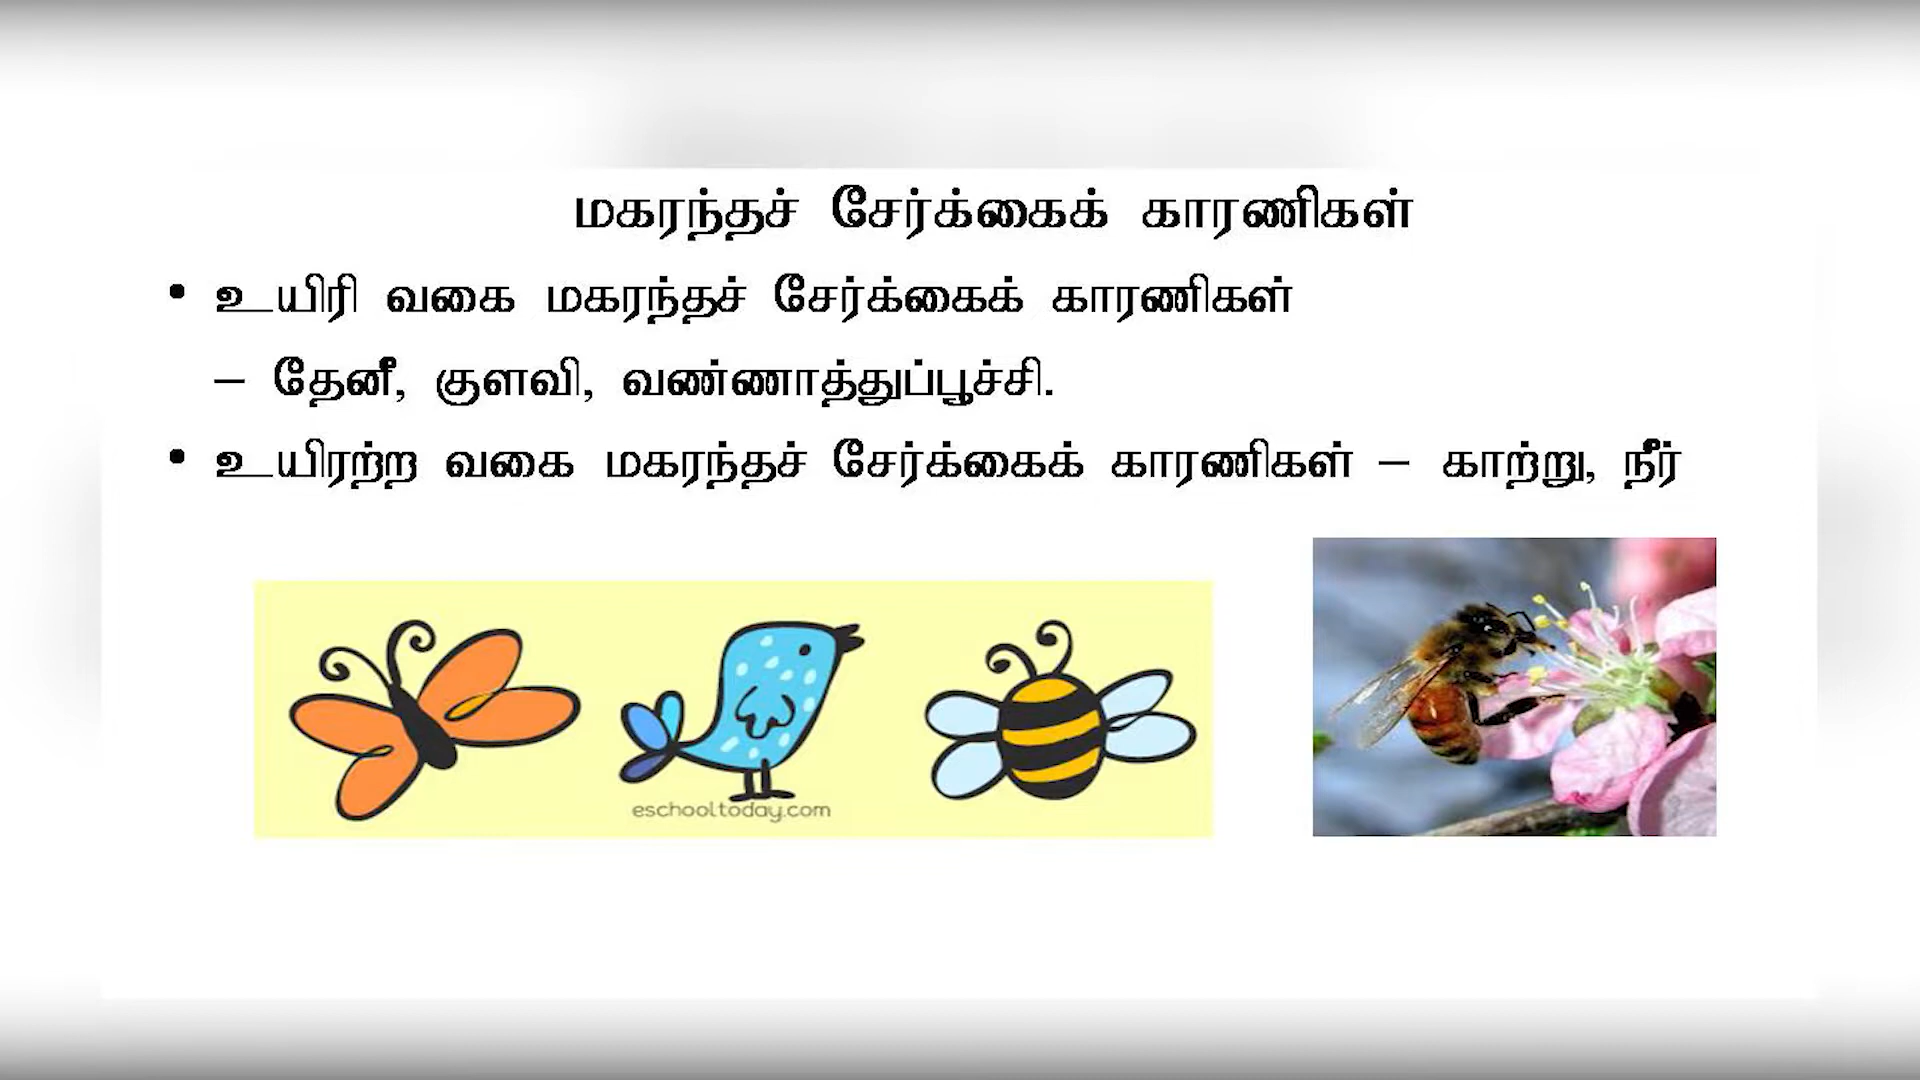 மகரந்தச் சேர்க்கைக் காரணிகள்
• உயிரி வகை மகரந்தச் சேர்க்கைக் காரணிகள்
– தேனீ, குளவி, வண்ணாத்துப்பூச்சி.
• உயிரற்ற வகை மகரந்தச் சேர்க்கைக் காரணிகள் – காற்று, நீர்
eschooltoday.com